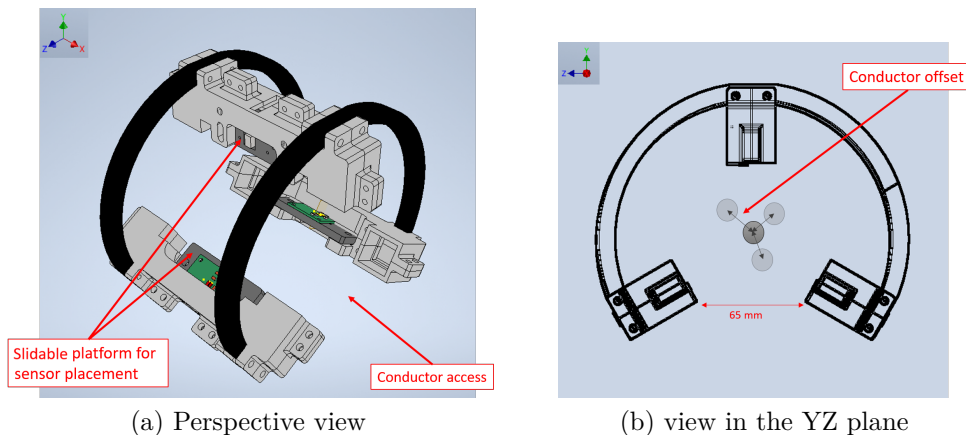 Y
Z
X
Slidable platform for
sensor placement
Conductor access
Y
Z
Conductor offset
65 mm
(a) Perspective view
(b) view in the YZ plane